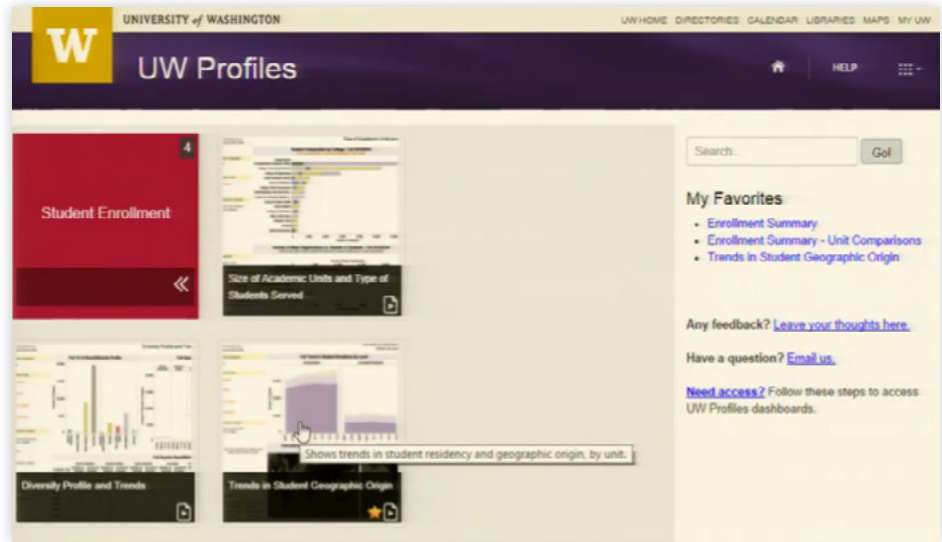 UNIVERSITY of WASHINGTON
UW HOME DIRECTORIES CALENDAR LIBRARIES MAPS MY UW
W
UW Profiles
HELP
4
Student Enrollment
Size of Academic Units and Type of
Students Served
Diversity Profile and Trends
Trends in Student Geographic Origin
Shows trends in student residency and geographic origin, by unit.
Search...
Go!
My Favorites
Enrollment Summary
Enrollment Summary - Unit Comparisons
Trends in Student Geographic Origin
Any feedback? Leave your thoughts here.
Have a question? Email us.
Need access? Follow these steps to access
UW Profiles dashboards.